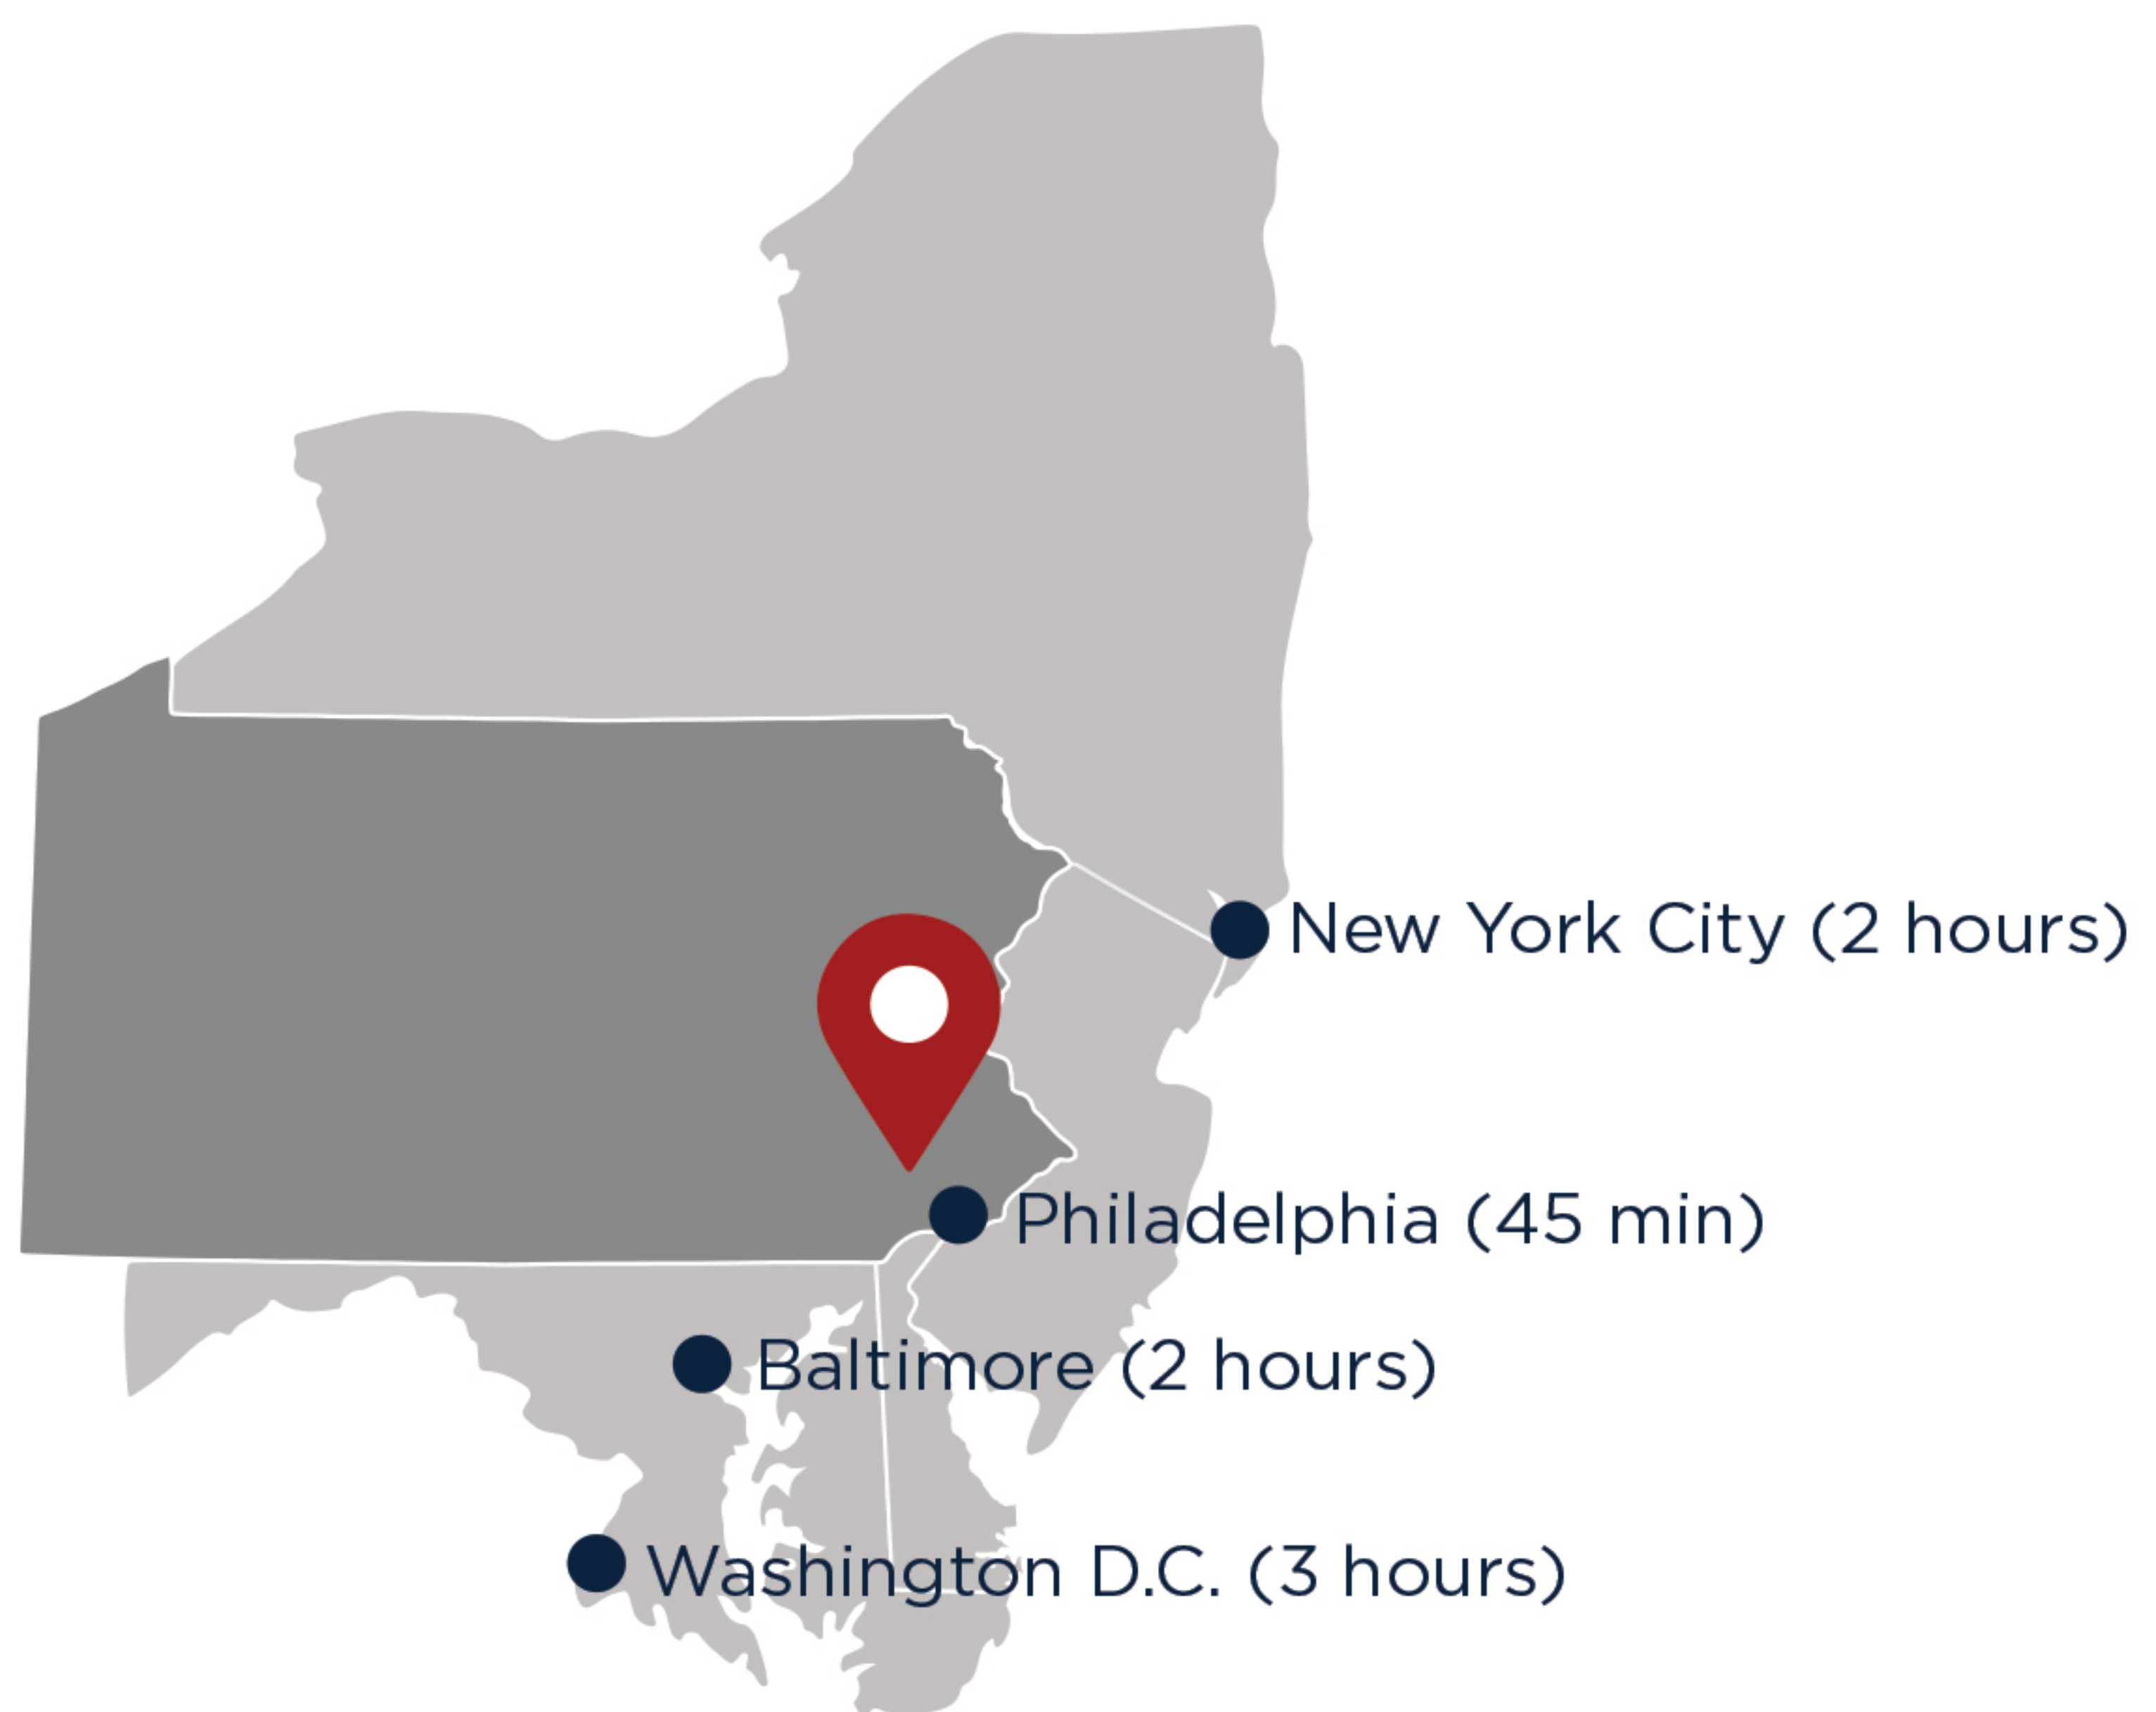 New York City (2 hours)
Philadelphia (45 min)
Baltimore (2 hours)
Washington D.C. (3 hours)